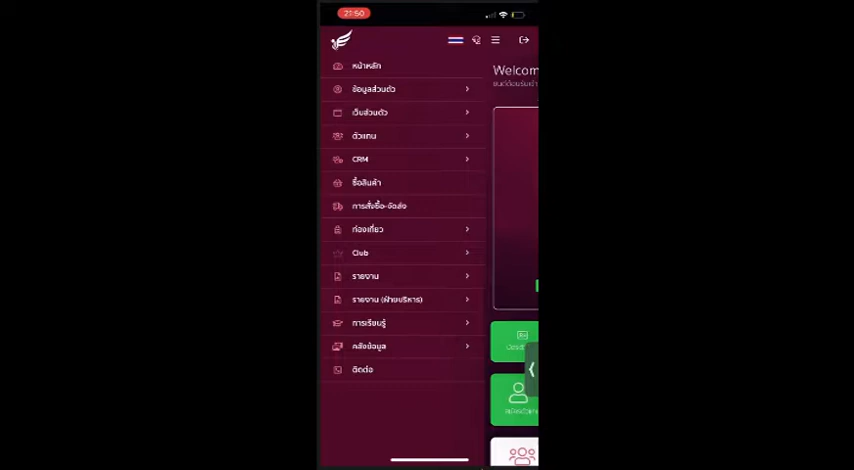 22:50
หน้าหลัก
Welcom
ข้อมูลส่วนตัว
เว็บส่วนตัว
ตัวแทน
CRM
ซื้อสินค้า
การสั่งซื้อ-จัดส่ง
ท่องเที่ยว
Club
รายงาน
รายงาน (ฝ่ายบริหาร)
การเรียนรู้
คลังข้อมูล
ติดต่อ